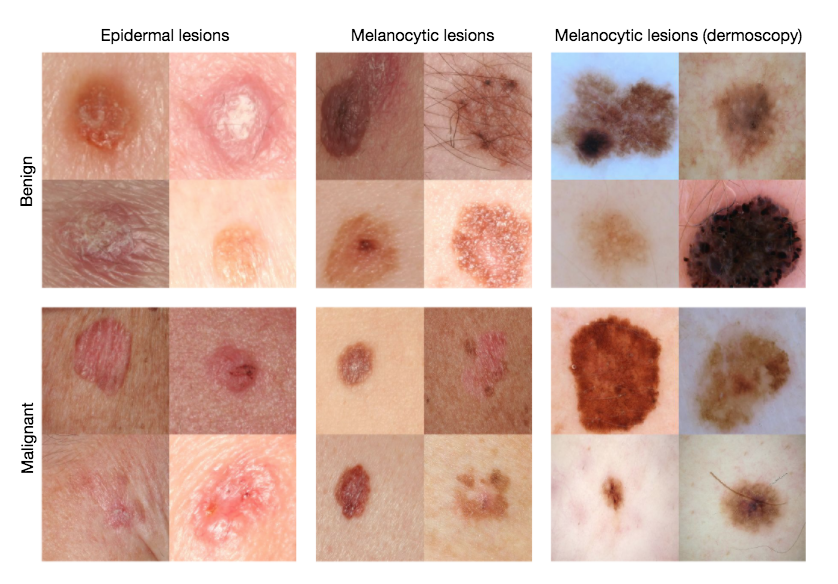 Epidermal lesions
Melanocytic lesions
Melanocytic lesions (dermoscopy)
Benign
Malignant